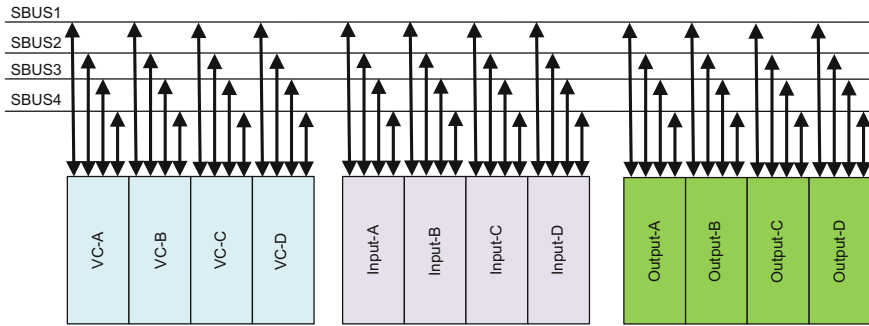 SBUS1
SBUS2
SBUS3
SBUS4
VC-A
VC-B
VC-C
VC-D
Input-A
Input-B
Input-C
Input-D
Output-A
Output-B
Output-C
Output-D